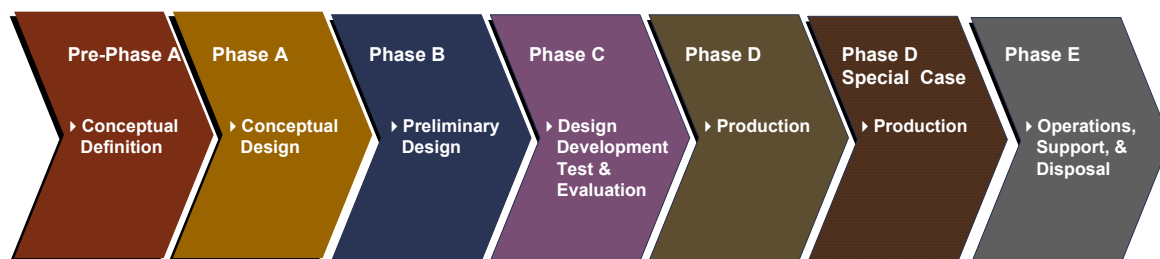 Pre-Phase A
Conceptual
Definition
Phase A
Conceptual
Design
Phase B
Preliminary
Design
Phase C
Design
Development
Test &
Evaluation
Phase D
Production
Phase D
Special Case
Production
Phase E
Operations,
Support, &
Disposal